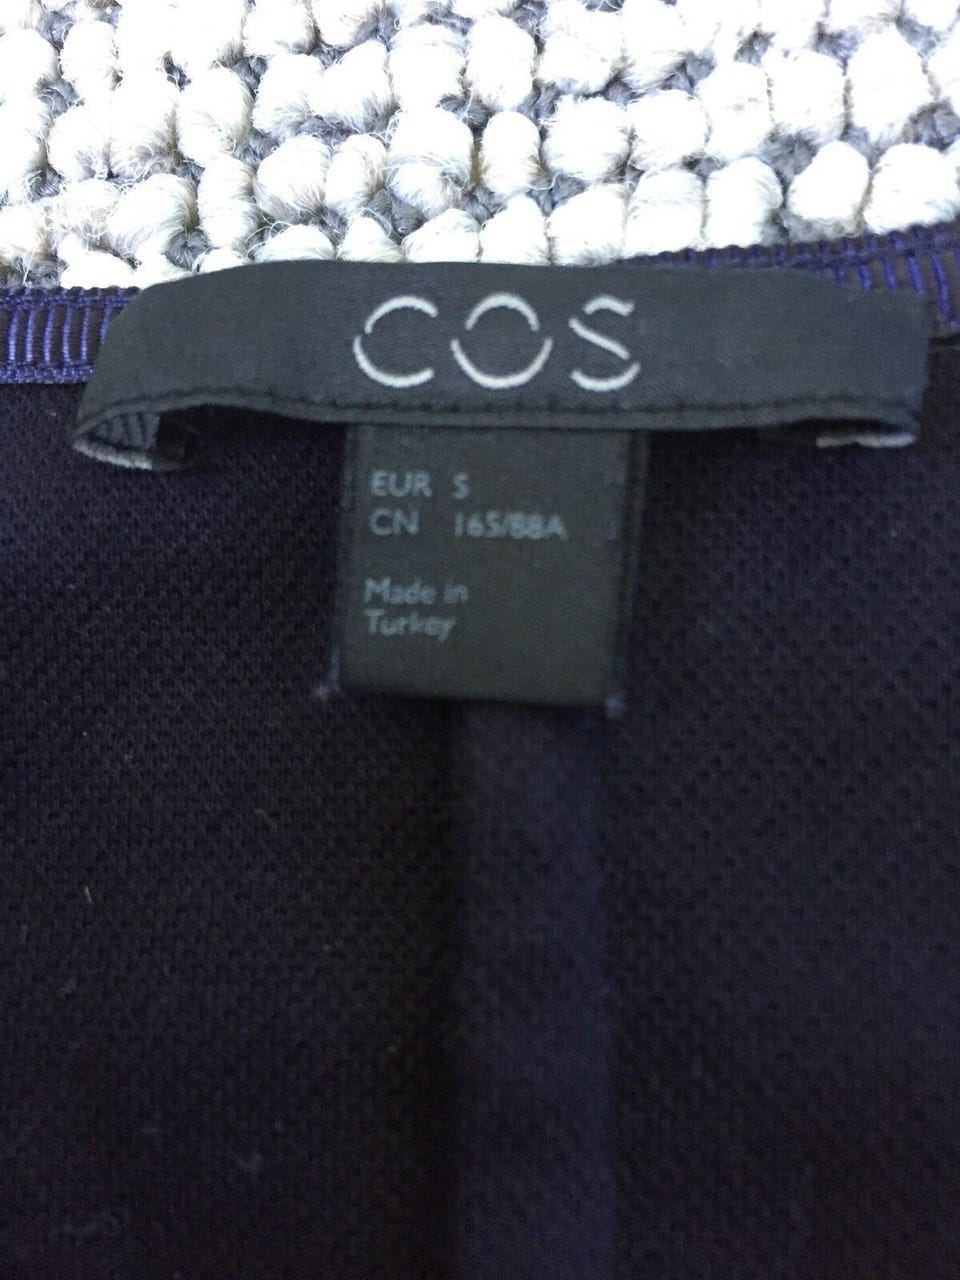 COS
EUR S
CN 165/88A
Made in
Turkey